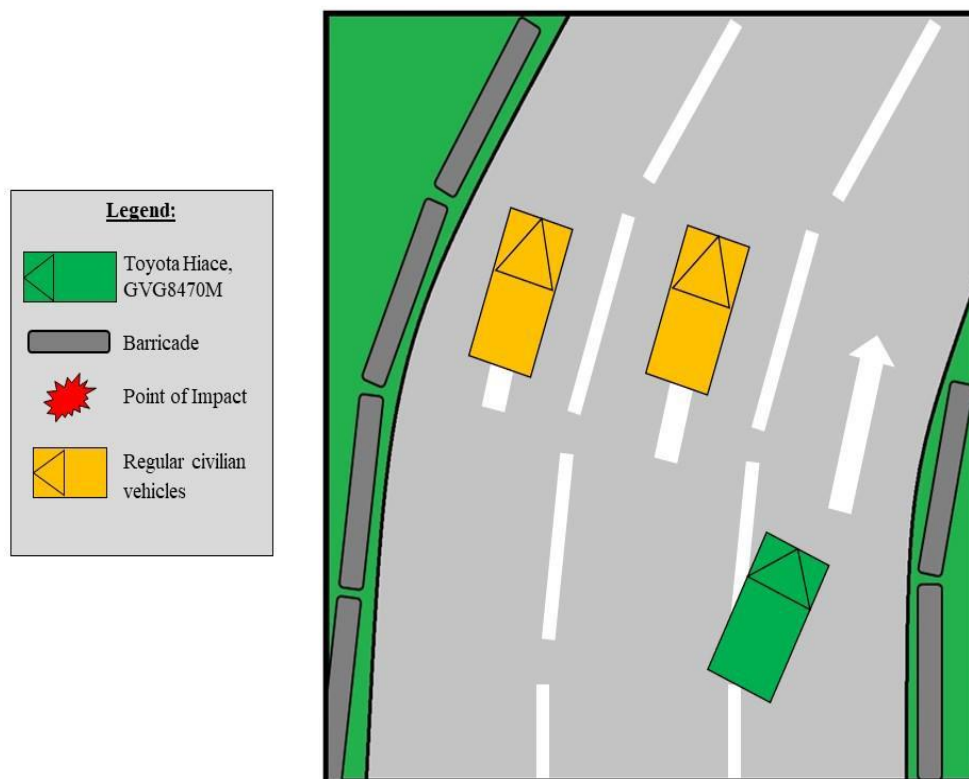 Legend:
Toyota Hiace,
GVG8470M
Barricade
Point of Impact
Regular civilian
vehicles